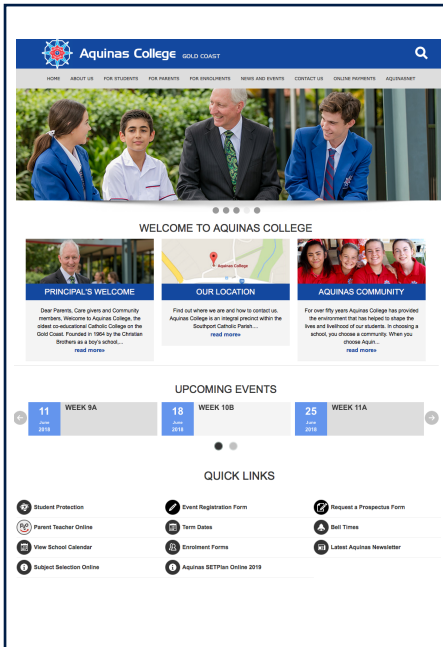 Aquinas College GOLD COAST
HOME ABOUT US FOR STUDENTS FOR PARENTS FOR ENROLMENTS NEWS AND EVENTS CONTACT US ONLINE PAYMENTS AQUINASNET
WELCOME TO AQUINAS COLLEGE
Aquinas College
PRINCIPAL'S WELCOME
Dear Parents, Care givers and Community
members, Welcome to Aquinas College, the
oldest co-educational Catholic College on the
Gold Coast. Founded in 1964 by the Christian
Brothers as a boy's school,...
read more»
OUR LOCATION
Find out where we are and how to contact us.
Aquinas College is an integral precinct within the
Southport Catholic Parish....
read more»
AQUINAS COMMUNITY
For over fifty years Aquinas College has provided
the environment that has helped to shape the
lives and livelihood of our students. In choosing a
school, you choose a community. When you
choose Aquin...
read more»
UPCOMING EVENTS
11
June
2018
WEEK 9A
18
June
2018
WEEK 10B
25
June
2018
WEEK 11A
QUICK LINKS
Student Protection
Event Registration Form
Request a Prospectus Form
Parent Teacher Online
Term Dates
Bell Times
View School Calendar
Enrolment Forms
Latest Aquinas Newsletter
Subject Selection Online
Aquinas SETPlan Online 2019